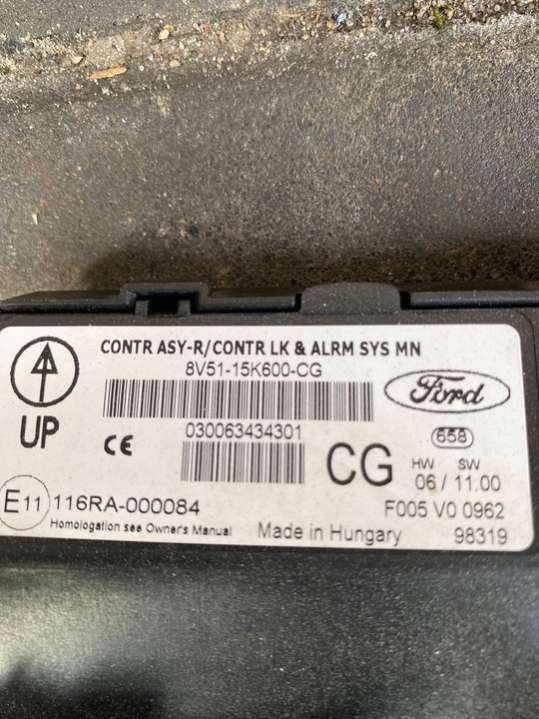 CONTR ASY-R/CONTR LK & ALRM SYS MN
8V51-15K600-CG
Ford
UP
CE
030063434301
CG
658
HW SW
06 / 11.00
E11 116RA-000084
F005 V0 0962
Homologation see Owner's Manual
Made in Hungary
98319